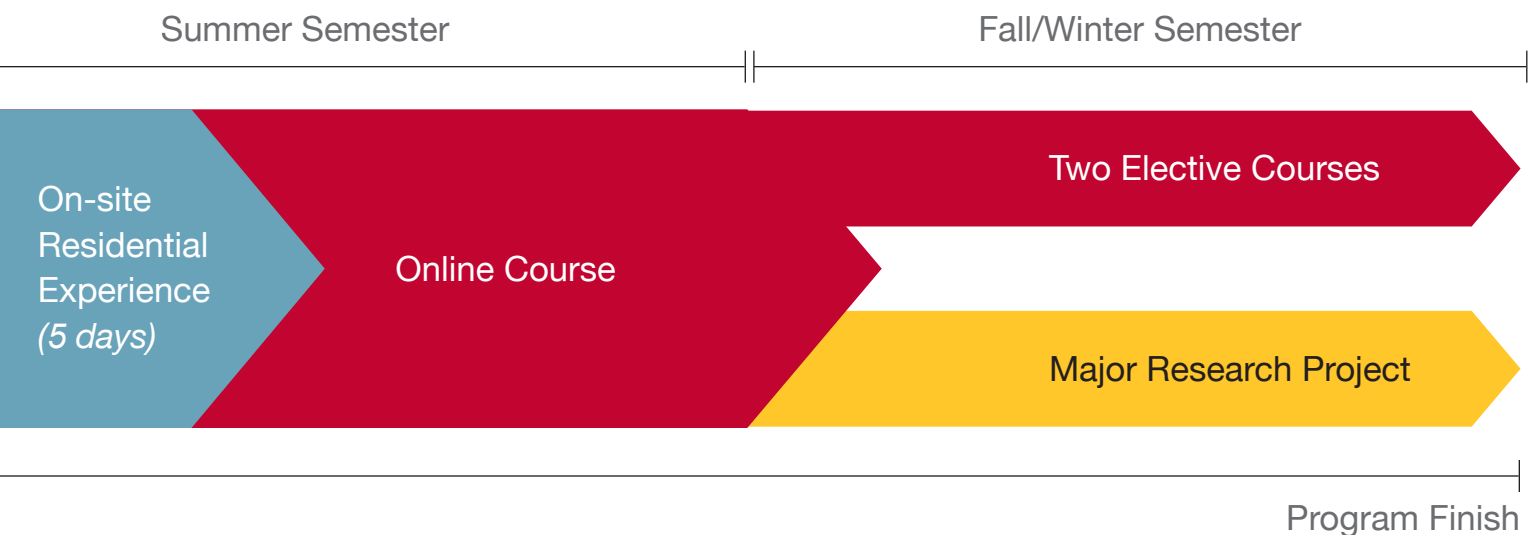 Summer Semester
Fall/Winter Semester
On-site
Residential
Experience
(5 days)
Online Course
Two Elective Courses
Major Research Project
Program Finish